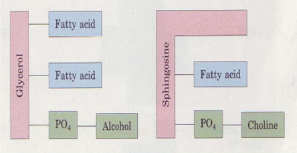 Glycerol
Fatty acid
Fatty acid
PO4
Alcohol
Sphingosine
Fatty acid
PO4
Choline